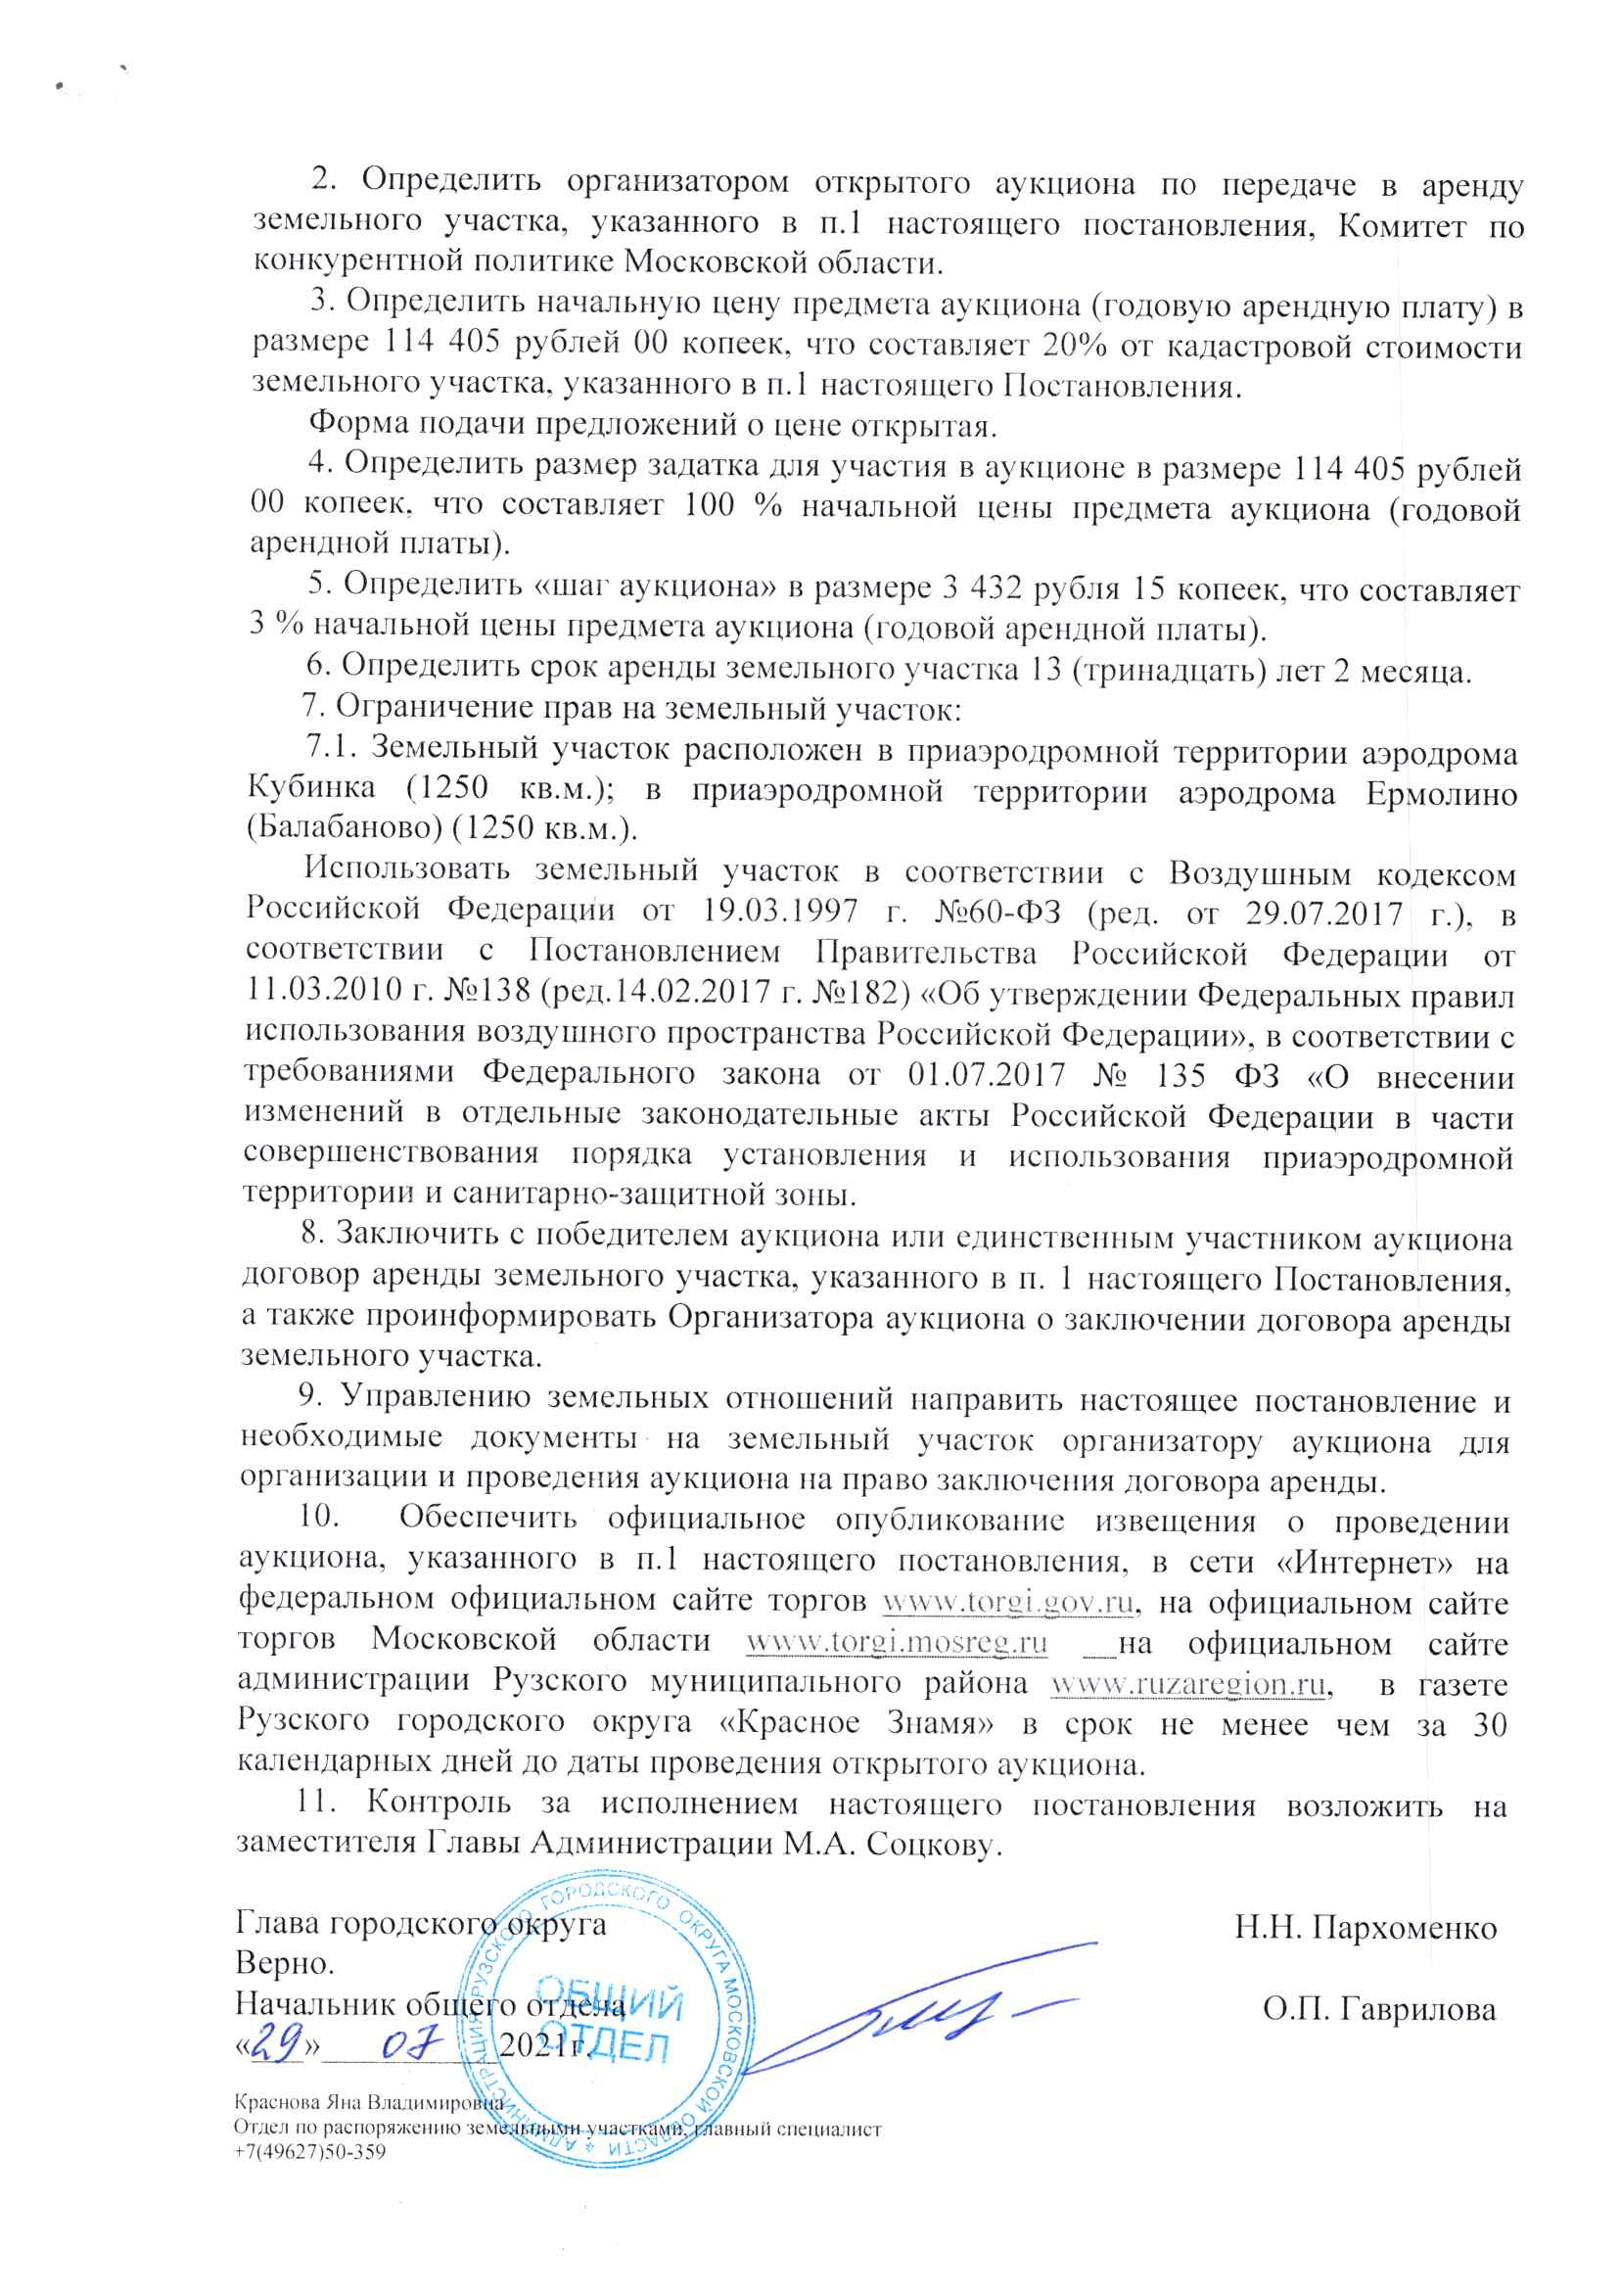 2. Определить организатором открытого аукциона по передаче в аренду
земельного участка, указанного в п.1 настоящего постановления, Комитет по
конкурентной политике Московской области.
3. Определить начальную цену предмета аукциона (годовую арендную плату) в
размере 114 405 рублей 00 копеек, что составляет 20% от кадастровой стоимости
земельного участка, указанного в п.1 настоящего Постановления.
Форма подачи предложений о цене открытая.
4. Определить размер задатка для участия в аукционе в размере 114 405 рублей
00 копеек, что составляет 100 % начальной цены предмета аукциона (годовой
арендной платы).
5. Определить «шаг аукциона» в размере 3 432 рубля 15 копеек, что составляет
3 % начальной цены предмета аукциона (годовой арендной платы).
6. Определить срок аренды земельного участка 13 (тринадцать) лет 2 месяца.
7. Ограничение прав на земельный участок:
7.1. Земельный участок расположен в приаэродромной территории аэродрома
Кубинка (1250 кв.м.); в приаэродромной территории аэродрома Ермолино
(Балабаново) (1250 кв.м.).
Использовать земельный участок в соответствии с Воздушным кодексом
Российской Федерации от 19.03.1997 г. №60-ФЗ (ред. от 29.07.2017 г.), в
соответствии с Постановлением Правительства Российской Федерации от
11.03.2010 г. №138 (ред.14.02.2017 г. №182) «Об утверждении Федеральных правил
использования воздушного пространства Российской Федерации», в соответствии с
требованиями Федерального закона от 01.07.2017 № 135 ФЗ «О внесении
изменений в отдельные законодательные акты Российской Федерации в части
совершенствования порядка установления и использования приаэродромной
территории и санитарно-защитной зоны.
8. Заключить с победителем аукциона или единственным участником аукциона
договор аренды земельного участка, указанного в п. 1 настоящего Постановления,
а также проинформировать Организатора аукциона о заключении договора аренды
земельного участка.
9. Управлению земельных отношений направить настоящее постановление и
необходимые документы на земельный участок организатору аукциона для
организации и проведения аукциона на право заключения договора аренды.
10. Обеспечить официальное опубликование извещения о проведении
аукциона, указанного в п.1 настоящего постановления, в сети «Интернет» на
федеральном официальном сайте торгов www.torgi.gov.ru, на официальном сайте
торгов Московской области www.torgi.mosreg.ru __на официальном сайте
администрации Рузского муниципального района www.ruzaregion.ru, в газете
Рузского городского округа «Красное Знамя» в срок не менее чем за 30
календарных дней до даты проведения открытого аукциона.
11. Контроль за исполнением настоящего постановления возложить на
заместителя Главы Администрации М.А. Соцкову.
Глава городского округа Н.Н. Пархоменко
Верно.
Начальник общего отдела О.П. Гаврилова
«29» 07 2021г.
АДМИНИСТРАЦИЯ РУЗСКОГО ГОРОДСКОГО ОКРУГА МОСКОВСКОЙ ОБЛАСТИ *
ОБЩИЙ
ОТДЕЛ
Краснова Яна Владимировна
Отдел по распоряжению земельными участками, главный специалист
+7(49627)50-359